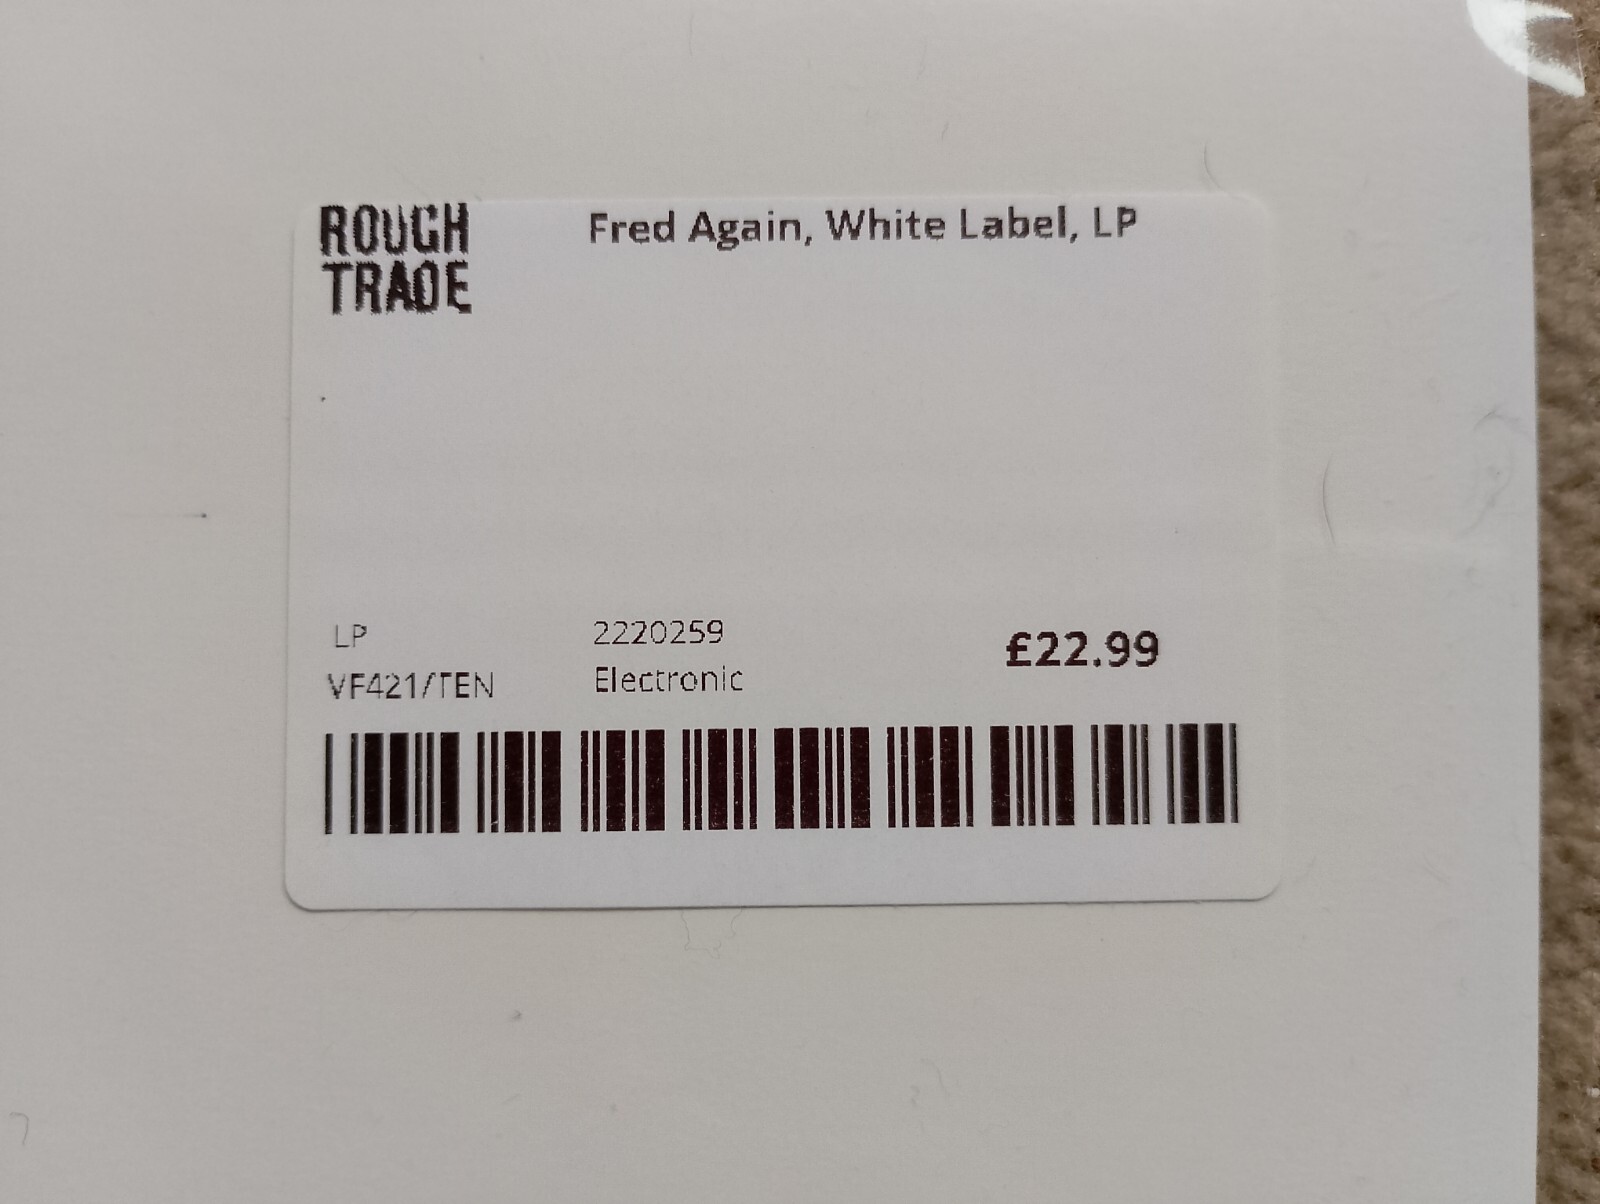 ROUGH
TRADE
Fred Again, White Label, LP
LP
2220259
£22.99
VF421/TEN
Electronic